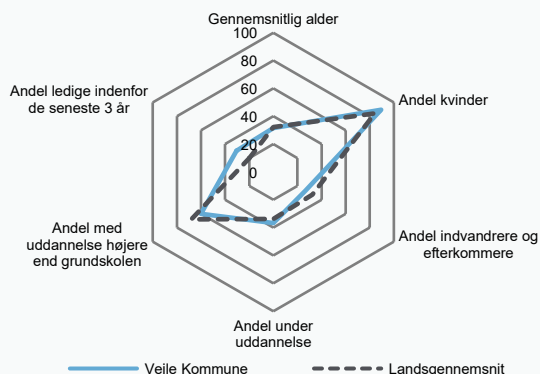 Gennemsnitlig alder
100
80
60
40
20
0
Andel kvinder
Andel indvandrere og
efterkommere
Andel under
uddannelse
Andel med
uddannelse højere
end grundskolen
Andel ledige indenfor
de seneste 3 år
Vejle Kommune
Landsgennemsnit